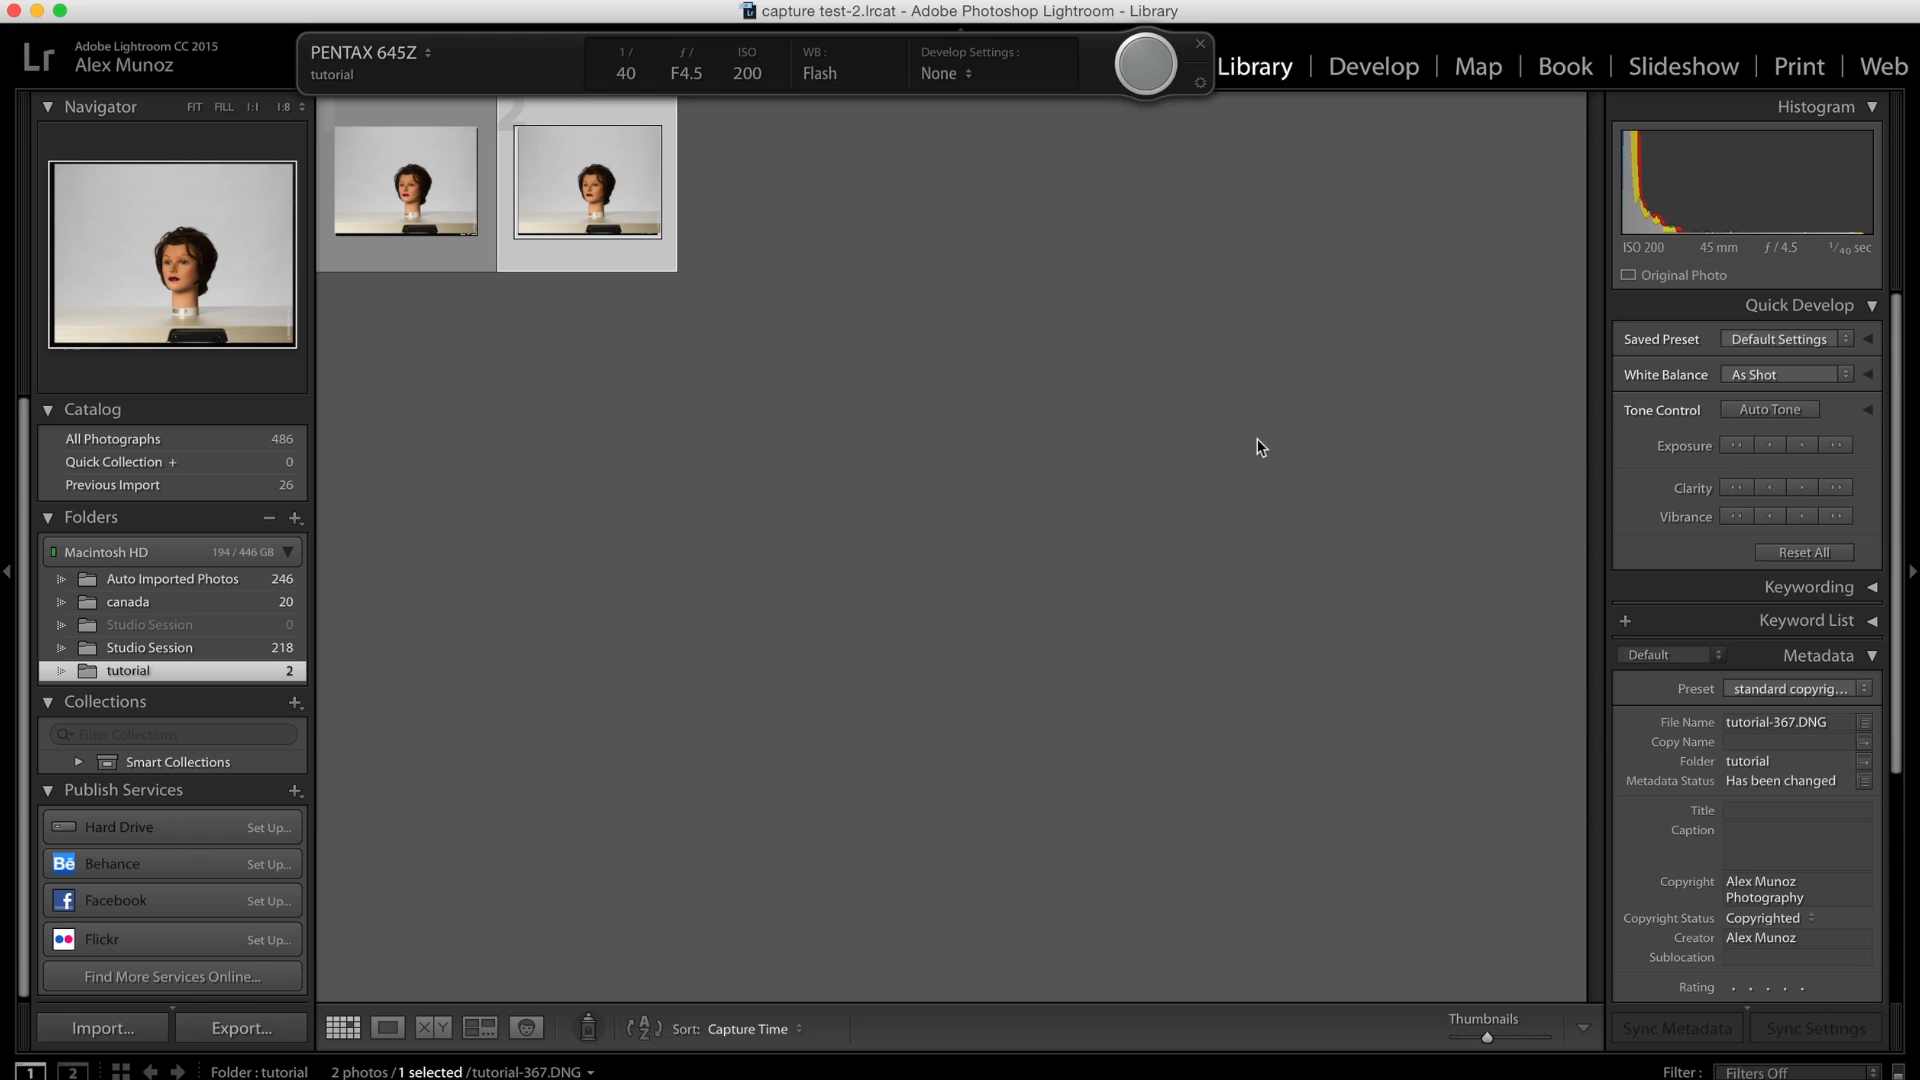 capture test-2.lrcat - Adobe Photoshop Lightroom - Library
Lr
Adobe Lightroom CC 2015
Alex Munoz
PENTAX 645Z
tutorial
1 / 40
ƒ / F4.5
ISO 200
WB : Flash
Develop Settings : None
Library | Develop | Map | Book | Slideshow | Print | Web
Navigator FIT FILL 1:1 1:8
Catalog
All Photographs 486
Quick Collection + 0
Previous Import 26
Folders
Macintosh HD 194 / 446 GB
Auto Imported Photos 246
canada 20
Studio Session 0
Studio Session 218
tutorial 2
Collections
Filter Collections
Smart Collections
Publish Services
Hard Drive Set Up...
Bē Behance Set Up...
f Facebook Set Up...
Flickr Set Up...
Find More Services Online...
Import... Export...
2
Histogram
ISO 200 45 mm ƒ / 4.5 1/40 sec
Original Photo
Quick Develop
Saved Preset Default Settings
White Balance As Shot
Tone Control Auto Tone
Exposure
Clarity
Vibrance
Reset All
Keywording
Keyword List
Default Metadata
Preset standard copyrig...
File Name tutorial-367.DNG
Copy Name
Folder tutorial
Metadata Status Has been changed
Title
Caption
Copyright Alex Munoz
Photography
Copyright Status Copyrighted
Creator Alex Munoz
Sublocation
Rating . . . . .
Sync Metadata Sync Settings
X Y
A Z Sort: Capture Time
Thumbnails
1 2 Folder : tutorial 2 photos / 1 selected / tutorial-367.DNG
Filter : Filters Off